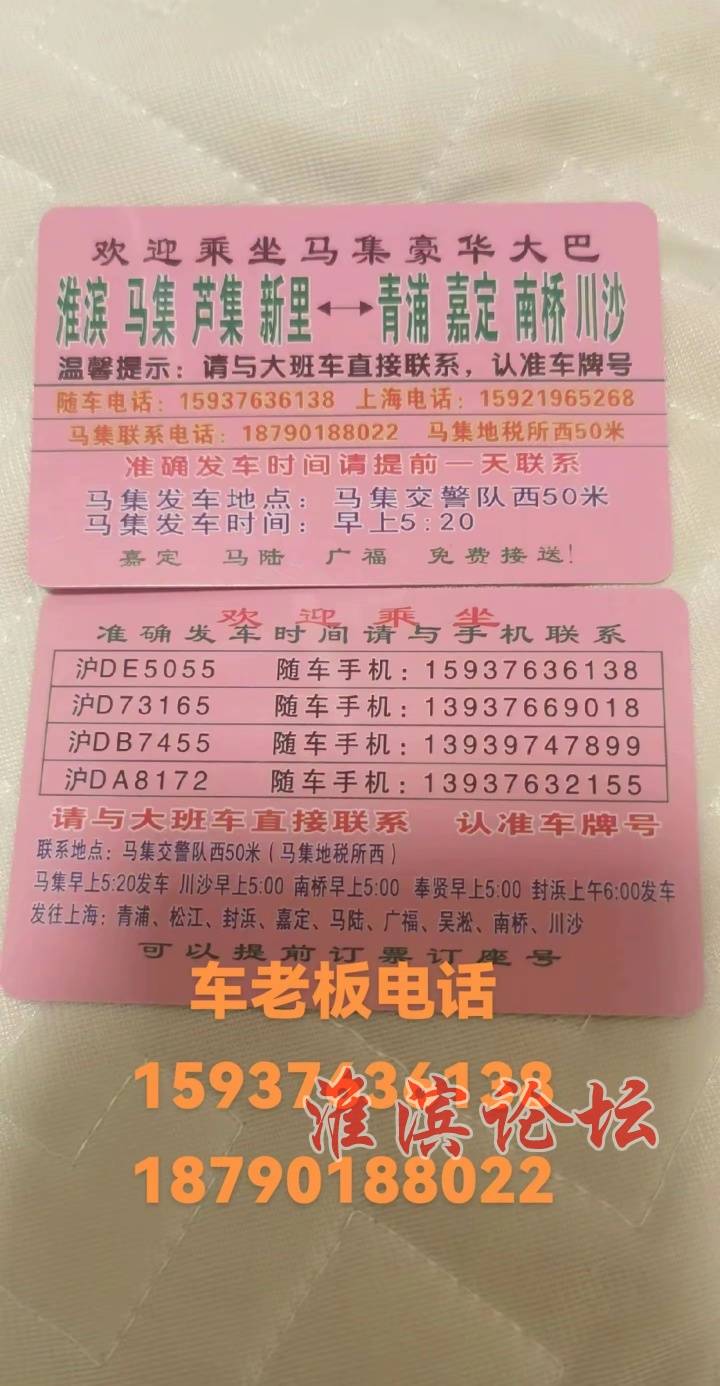 欢迎乘坐马集豪华大巴
淮滨 马集 芦集 新里←→青浦 嘉定 南桥 川沙
温馨提示：请与大班车直接联系，认准车牌号
随车电话：15937636138 上海电话：15921965268
马集联系电话：18790188022 马集地税所西50米
准确发车时间请提前一天联系
马集发车地点：马集交警队西50米
马集发车时间：早上5:20
嘉定 马陆 广福 免费接送！
欢迎乘坐
准确发车时间请与手机联系
沪DE5055 随车手机：15937636138
沪D73165 随车手机：13937669018
沪DB7455 随车手机：13939747899
沪DA8172 随车手机：13937632155
请与大班车直接联系 认准车牌号
联系地点：马集交警队西50米（马集地税所西）
马集早上5:20发车 川沙早上5:00 南桥早上5:00 奉贤早上5:00 封浜上午6:00发车
发往上海：青浦、松江、封浜、嘉定、马陆、广福、吴淞、南桥、川沙
可以提前订票订座号
车老板电话
15937636138
淮滨论坛
18790188022